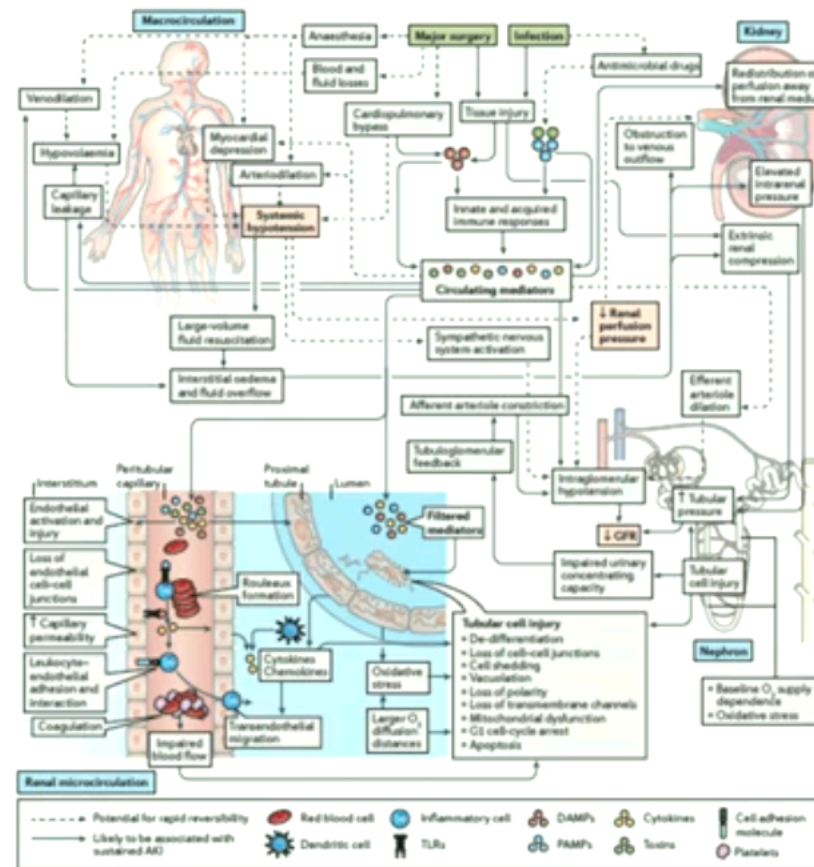 Macrocirculation
Anaesthesia
Major surgery
Infection
Kidney
Blood and
fluid losses
Antimicrobial drugs
Redistribution of
perfusion away
from renal medu
Venodilation
Cardiopulmonary
bypass
Tissue injury
Myocardial
depression
Obstruction
to venous
outflow
Hypovolaemia
Arteriodilation
Elevated
intrarenal
pressure
Capillary
leakage
Systemic
hypotension
Innate and acquired
immune responses
Extrinsic
renal
compression
Circulating mediators
Large-volume
fluid resuscitation
Sympathetic nervous
system activation
↓ Renal
perfusion
pressure
Interstitial oedema
and fluid overflow
Efferent
arteriole
dilation
Afferent arteriole constriction
Tubuloglomerular
feedback
Interstitium
Peritubular
capillary
Proximal
tubule
Lumen
Intraglomerular
hypotension
↑ Tubular
pressure
Endothelial
activation and
injury
Filtered
mediators
↓ GFR
Loss of
endothelial
cell–cell
junctions
Rouleaux
formation
Impaired urinary
concentrating
capacity
Tubular
cell injury
↑ Capillary
permeability
Tubular cell injury
• De-differentiation
• Loss of cell–cell junctions
• Cell shedding
• Vacuolation
• Loss of polarity
• Loss of transmembrane channels
• Mitochondrial dysfunction
• G1 cell-cycle arrest
• Apoptosis
Nephron
Leukocyte–
endothelial
adhesion and
interaction
Cytokines
Chemokines
Oxidative
stress
• Baseline O₂ supply
dependence
• Oxidative stress
Coagulation
Transendothelial
migration
Larger O₂
diffusion
distances
Impaired
blood flow
Renal microcirculation
Potential for rapid reversibility
Red blood cell
Inflammatory cell
DAMPs
Cytokines
Cell adhesion
molecule
Likely to be associated with
sustained AKI
Dendritic cell
TLRs
PAMPs
Toxins
Platelets